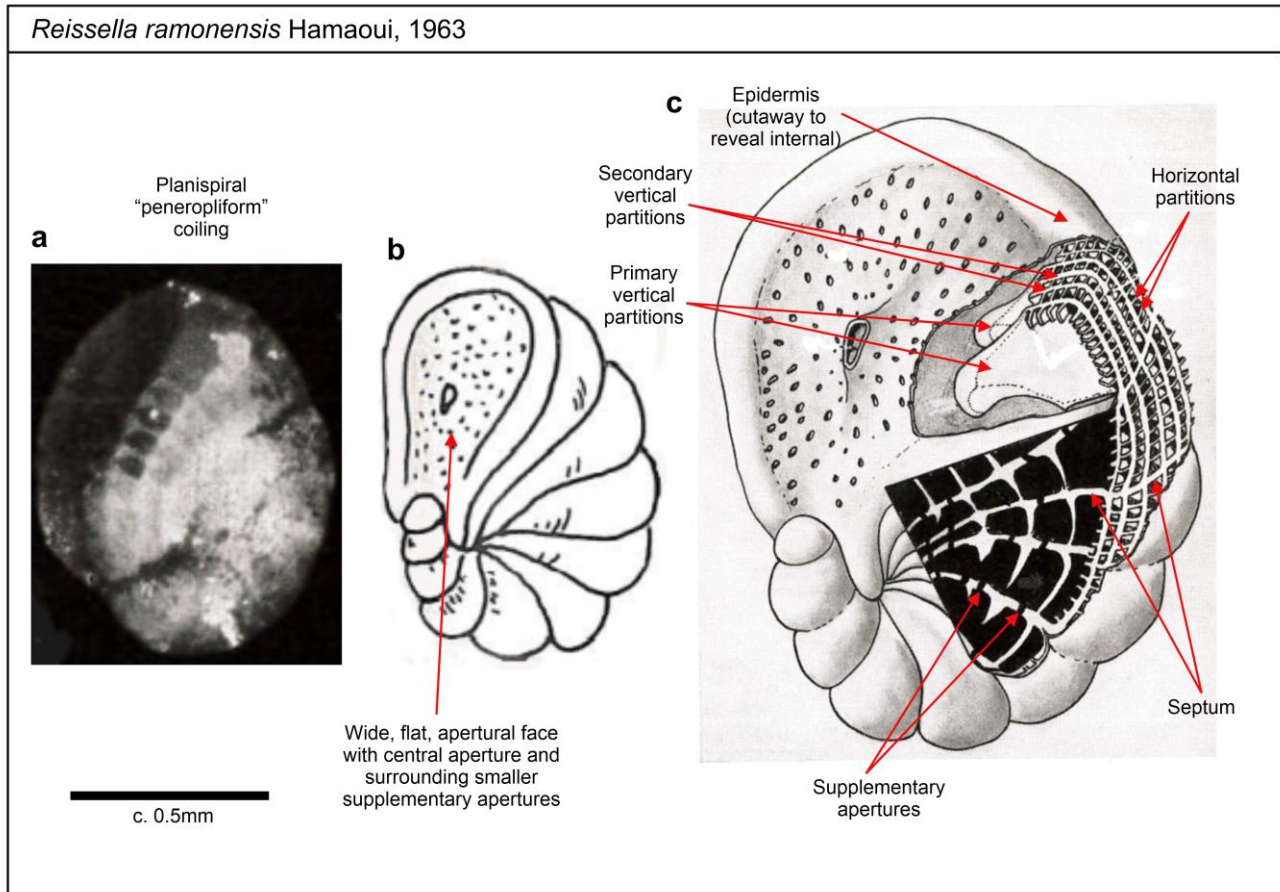 Reissella ramonensis Hamaoui, 1963
Planispiral
“peneropliform”
coiling
a
b
Wide, flat, apertural face
with central aperture and
surrounding smaller
supplementary apertures
c. 0.5mm
c
Epidermis
(cutaway to
reveal internal)
Secondary
vertical
partitions
Primary
vertical
partitions
Horizontal
partitions
Septum
Supplementary
apertures